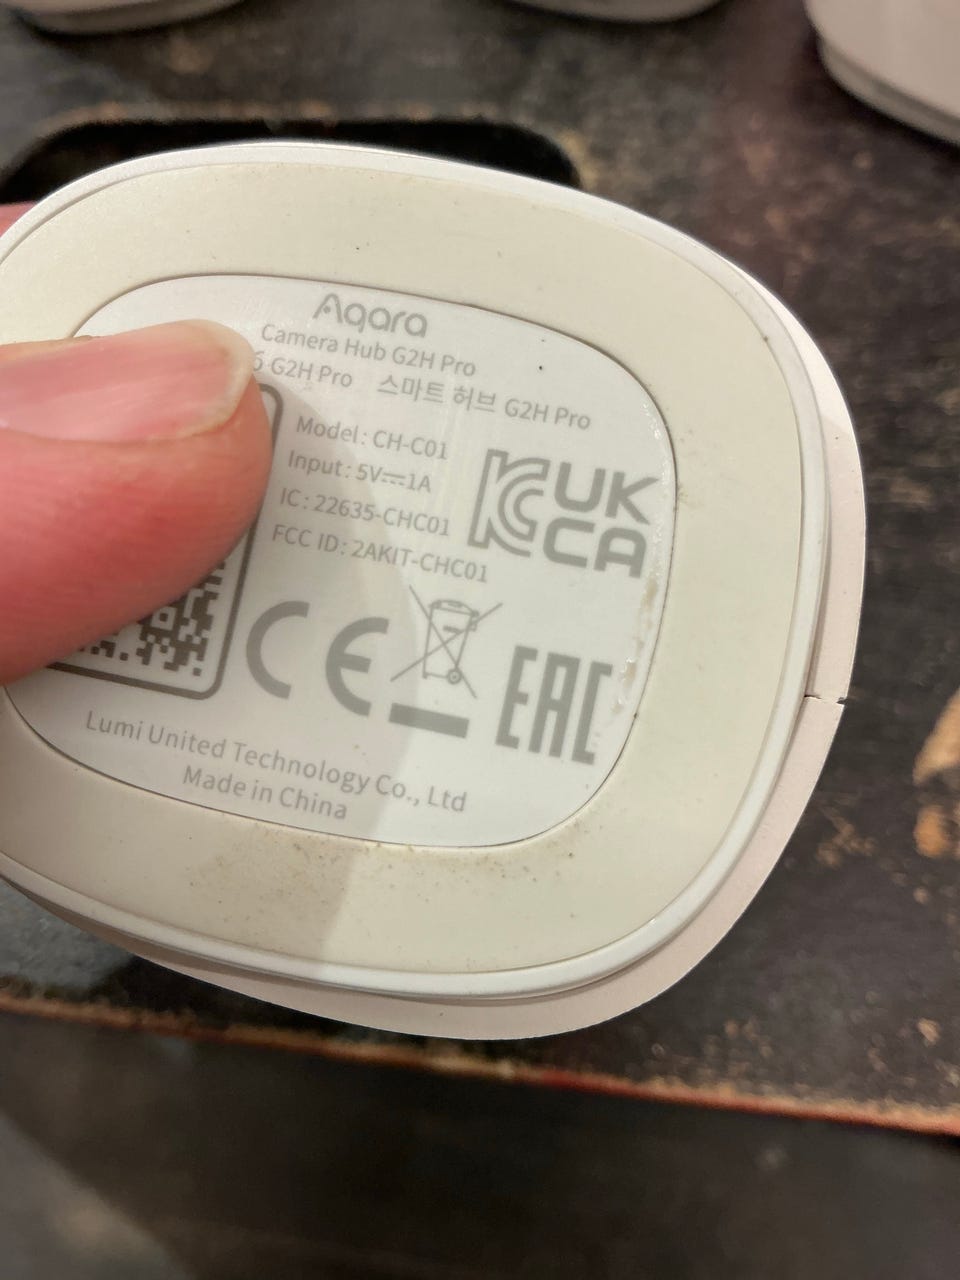 Aqara
Camera Hub G2H Pro
G2H Pro 스마트 허브 G2H Pro
Model: CH-C01
Input: 5V⎓1A
IC: 22635-CHC01
FCC ID: 2AKIT-CHC01
UK
CA
CE
EAC
Lumi United Technology Co., Ltd
Made in China